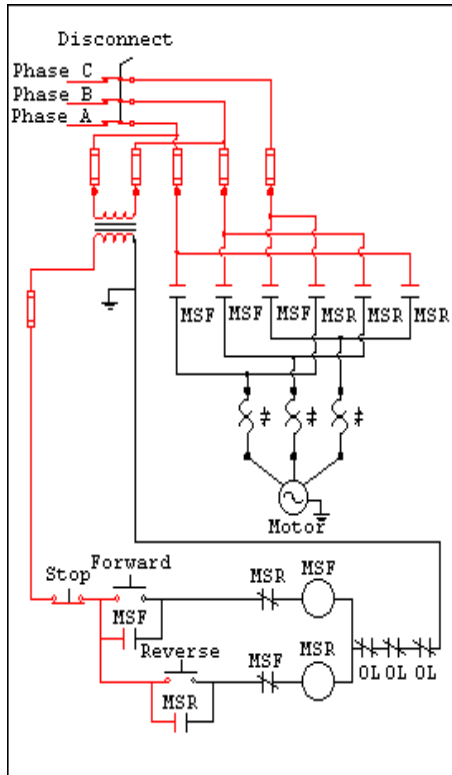 Disconnect
Phase C
Phase B
Phase A
MSF MSF MSF MSR MSR MSR
Motor
Stop
Forward
MSR
MSF
MSF
Reverse
MSF
MSR
MSR
OL OL OL